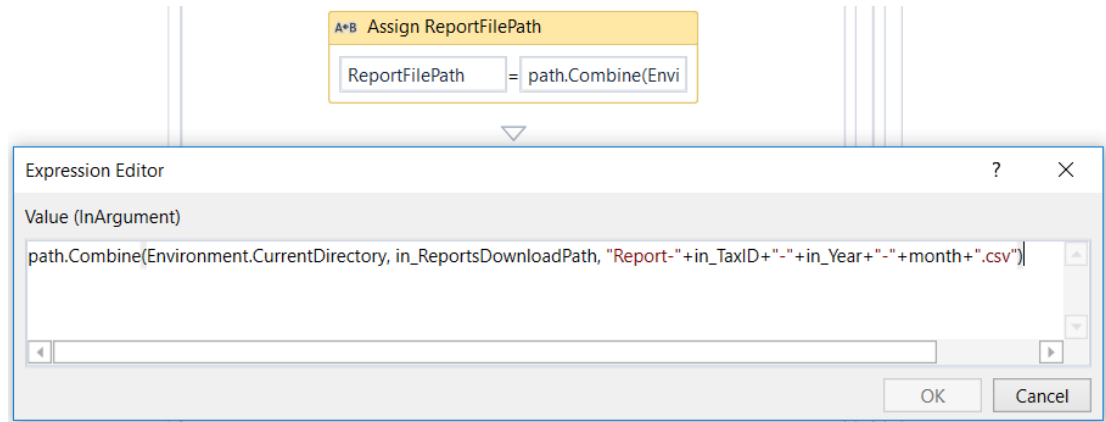 A*B Assign ReportFilePath
ReportFilePath = path.Combine(Envi
Expression Editor ?
Value (InArgument)
path.Combine(Environment.CurrentDirectory, in_ReportsDownloadPath, "Report-"+in_TaxID+"-"+in_Year+"-"+month+".csv")
OK Cancel